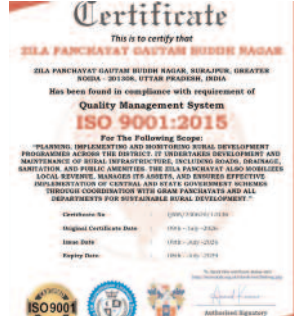 Certificate
This is to certify that
ZILA PANCHAYAT GAUTAM BUDDH NAGAR
ZILA PANCHAYAT GAUTAM BUDDH NAGAR, SURAJPUR, GREATER
NOIDA - 201306, UTTAR PRADESH, INDIA
Has been found in compliance with requirement of
Quality Management System
ISO 9001:2015
For The Following Scope:
"PLANNING, IMPLEMENTING AND MONITORING RURAL DEVELOPMENT
PROGRAMMES ACROSS THE DISTRICT. IT UNDERTAKES DEVELOPMENT AND
MAINTENANCE OF RURAL INFRASTRUCTURE, INCLUDING ROADS, DRAINAGE,
SANITATION, AND PUBLIC AMENITIES. THE ZILA PANCHAYAT ALSO MOBILIZES
LOCAL REVENUE, MANAGES ITS ASSETS, AND ENSURES EFFECTIVE
IMPLEMENTATION OF CENTRAL AND STATE GOVERNMENT SCHEMES
THROUGH COORDINATION WITH GRAM PANCHAYATS AND ALL
DEPARTMENTS FOR SUSTAINABLE RURAL DEVELOPMENT."
Certificate No
Original Certificate Date
Issue Date
Expiry Date
ISO 9001
Authorised Signatory